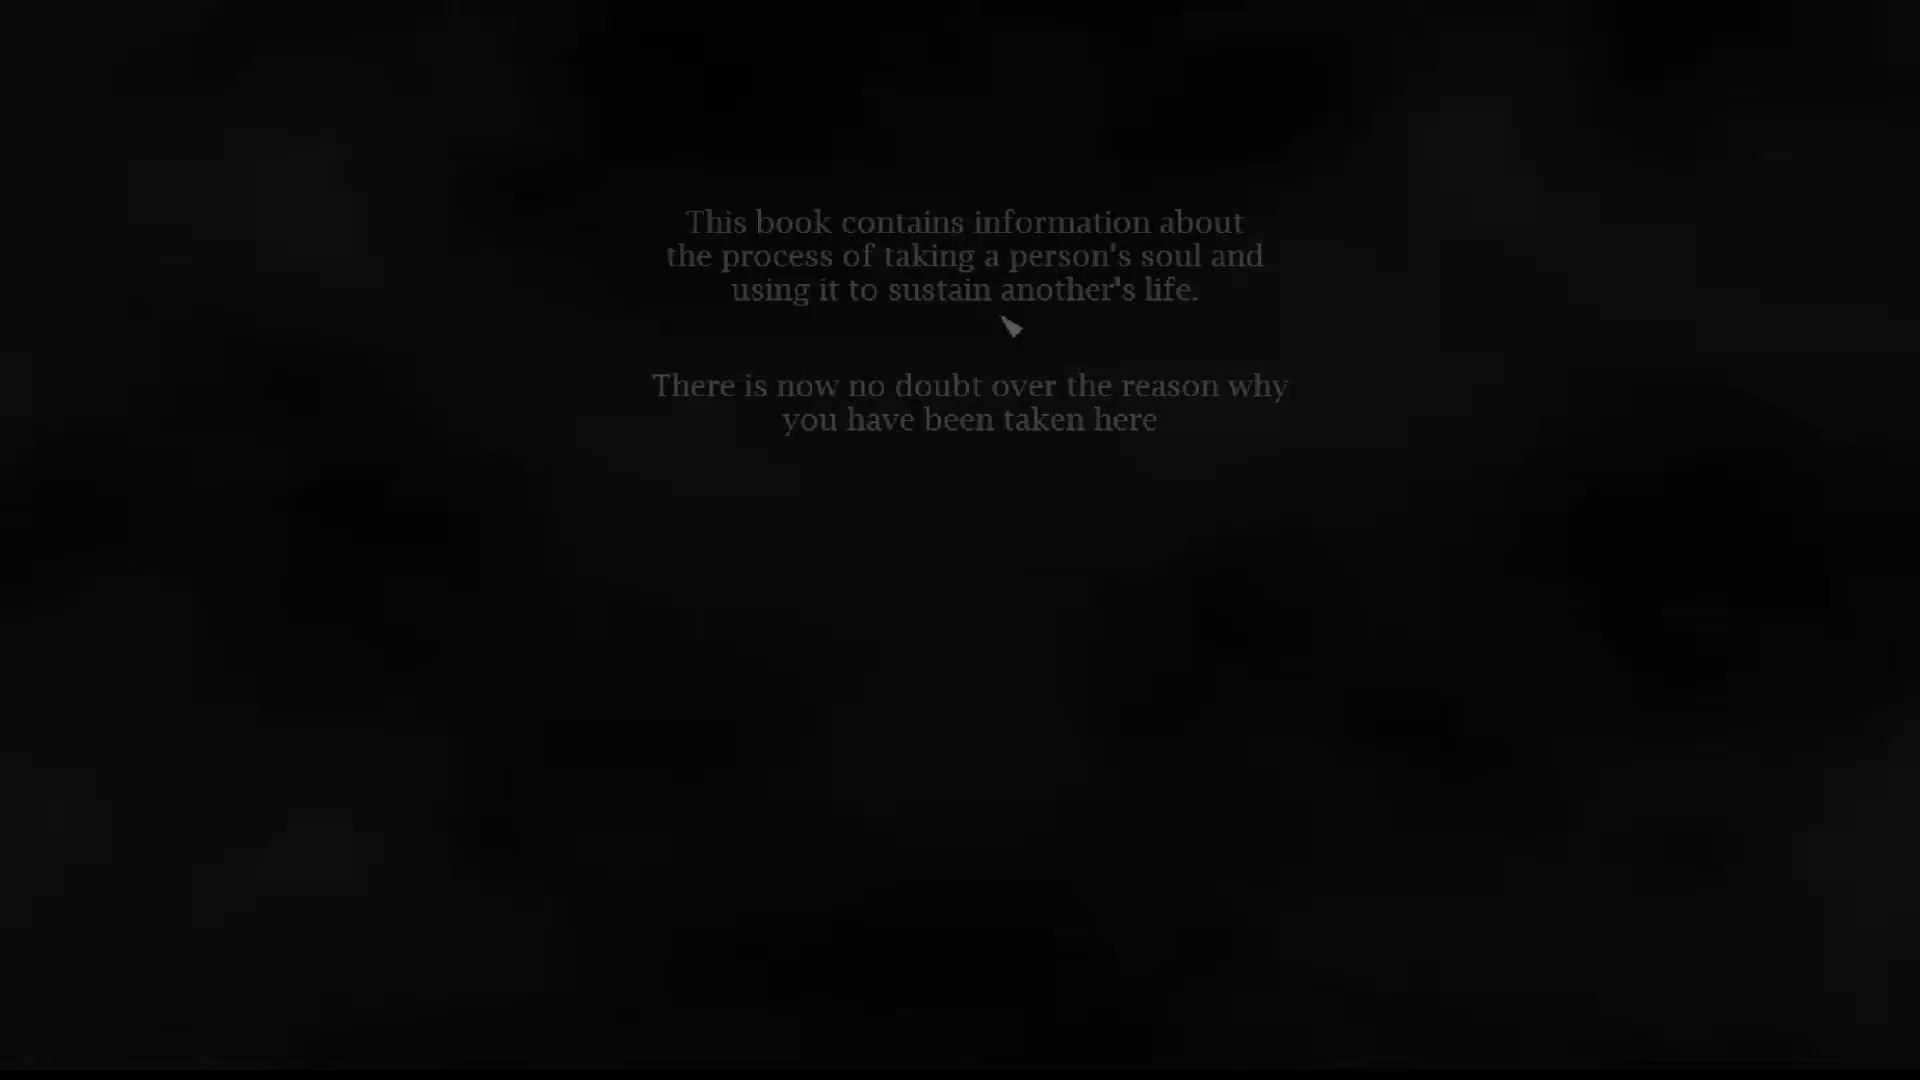 This book contains information about
the process of taking a person's soul and
using it to sustain another's life.
There is now no doubt over the reason why
you have been taken here